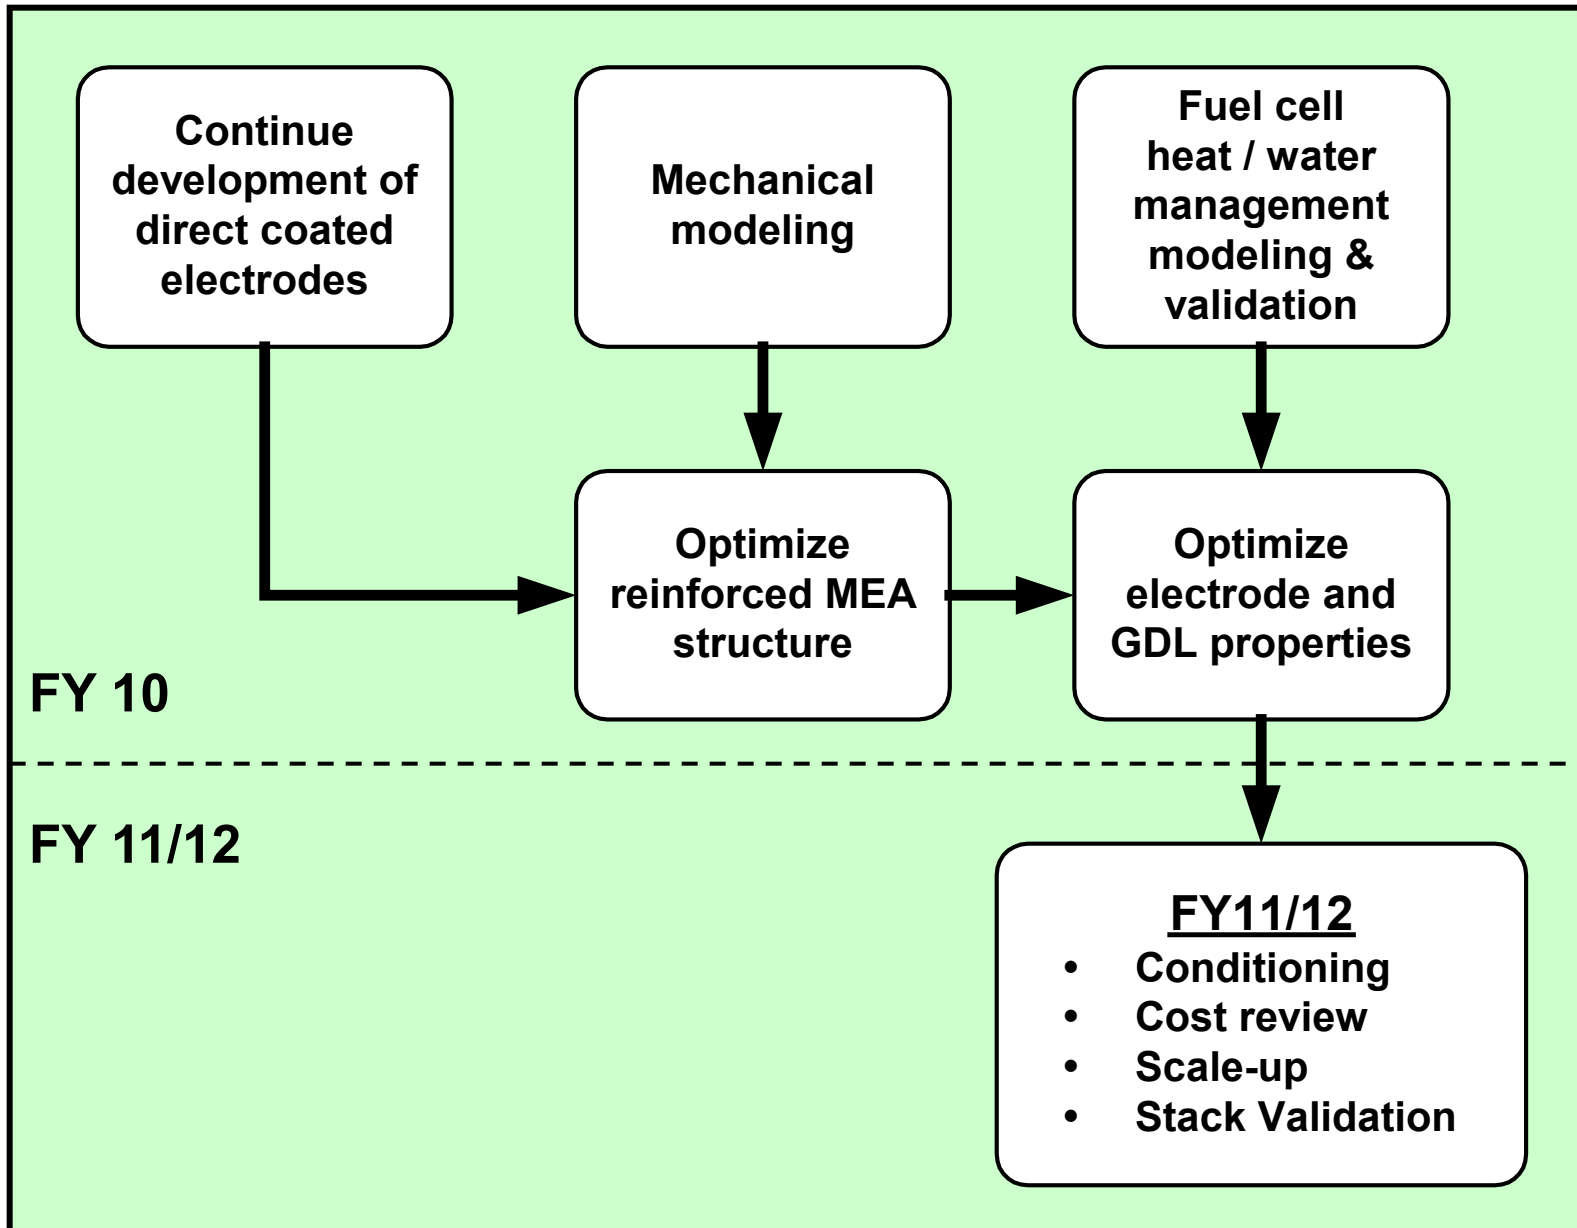 Continue
development of
direct coated
electrodes
Mechanical
modeling
Fuel cell
heat / water
management
modeling &
validation
Optimize
reinforced MEA
structure
Optimize
electrode and
GDL properties
FY 10
FY 11/12
FY11/12
• Conditioning
• Cost review
• Scale-up
• Stack Validation